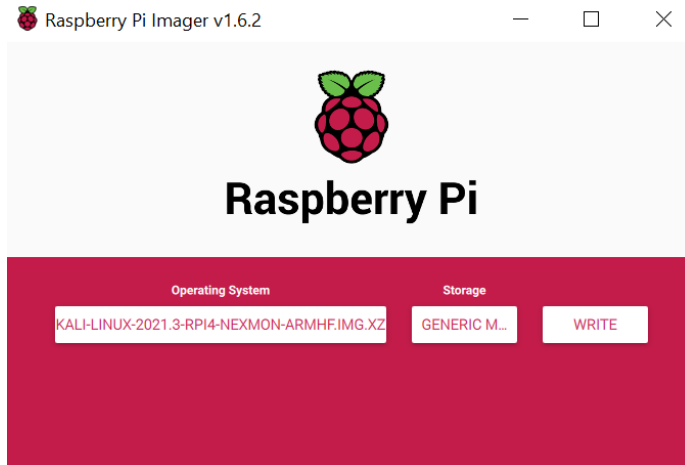 Raspberry Pi Imager v1.6.2
Raspberry Pi
Operating System Storage
KALI-LINUX-2021.3-RPI4-NEXMON-ARMHF.IMG.XZ GENERIC M... WRITE